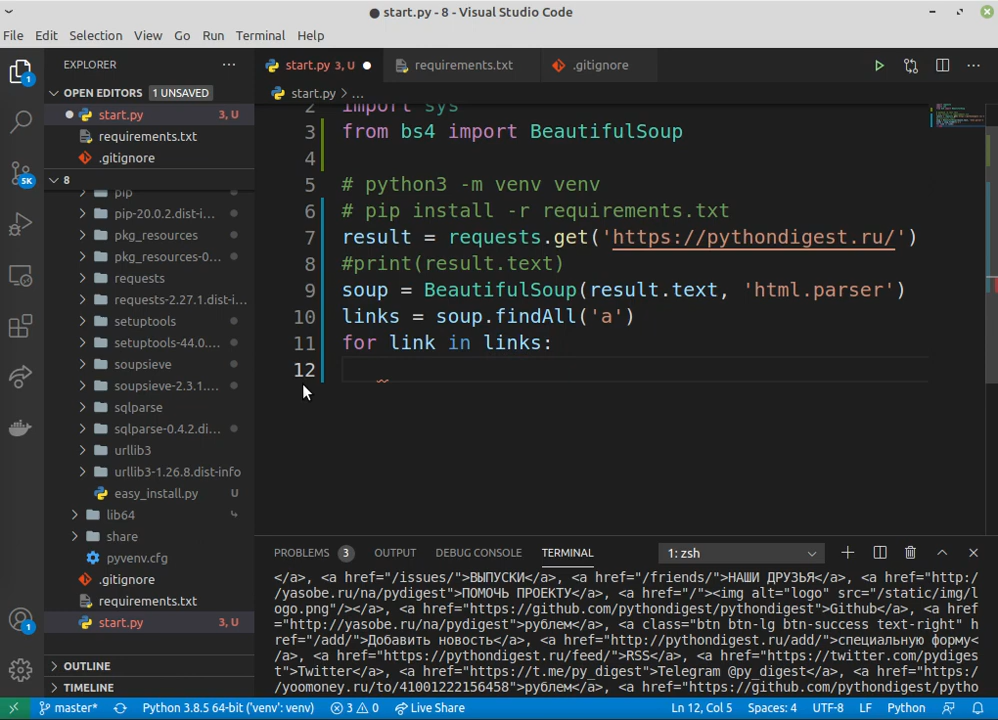 start.py - 8 - Visual Studio Code
File Edit Selection View Go Run Terminal Help
EXPLORER
start.py 3, U
requirements.txt
.gitignore
OPEN EDITORS 1 UNSAVED
start.py > ...
start.py 3, U
requirements.txt
.gitignore
8
pip
pip-20.0.2.dist-i...
pkg_resources
pkg_resources-0...
requests
requests-2.27.1.dist-i...
setuptools
setuptools-44.0....
soupsieve
soupsieve-2.3.1....
sqlparse
sqlparse-0.4.2.di...
urllib3
urllib3-1.26.8.dist-info
easy_install.py U
lib64
share
pyvenv.cfg
.gitignore
requirements.txt
start.py 3, U
OUTLINE
TIMELINE
1
5K
1
2 import sys
3 from bs4 import BeautifulSoup
4
5 # python3 -m venv venv
6 # pip install -r requirements.txt
7 result = requests.get('https://pythondigest.ru/')
8 #print(result.text)
9 soup = BeautifulSoup(result.text, 'html.parser')
10 links = soup.findAll('a')
11 for link in links:
12
PROBLEMS 3 OUTPUT DEBUG CONSOLE TERMINAL 1: zsh
</a>, <a href="/issues/">ВЫПУСКИ</a>, <a href="/friends/">НАШИ ДРУЗЬЯ</a>, <a href="http:/
/yasobe.ru/na/pydigest">ПОМОЧЬ ПРОЕКТУ</a>, <a href="/"><img alt="logo" src="/static/img/l
ogo.png"/></a>, <a href="https://github.com/pythondigest/pythondigest">Github</a>, <a href
="http://yasobe.ru/na/pydigest">рублем</a>, <a class="btn btn-lg btn-success text-right" h
ref="/add/">Добавить новость</a>, <a href="http://pythondigest.ru/add/">специальную форму<
/a>, <a href="https://pythondigest.ru/feed/">RSS</a>, <a href="https://twitter.com/pydiges
t">Twitter</a>, <a href="https://t.me/py_digest">Telegram @py_digest</a>, <a href="https:/
/yoomoney.ru/to/41001222156458">рублем</a>, <a href="https://github.com/pythondigest/pytho
master* Python 3.8.5 64-bit ('venv': venv) 3 0 Live Share Ln 12, Col 5 Spaces: 4 UTF-8 LF Python